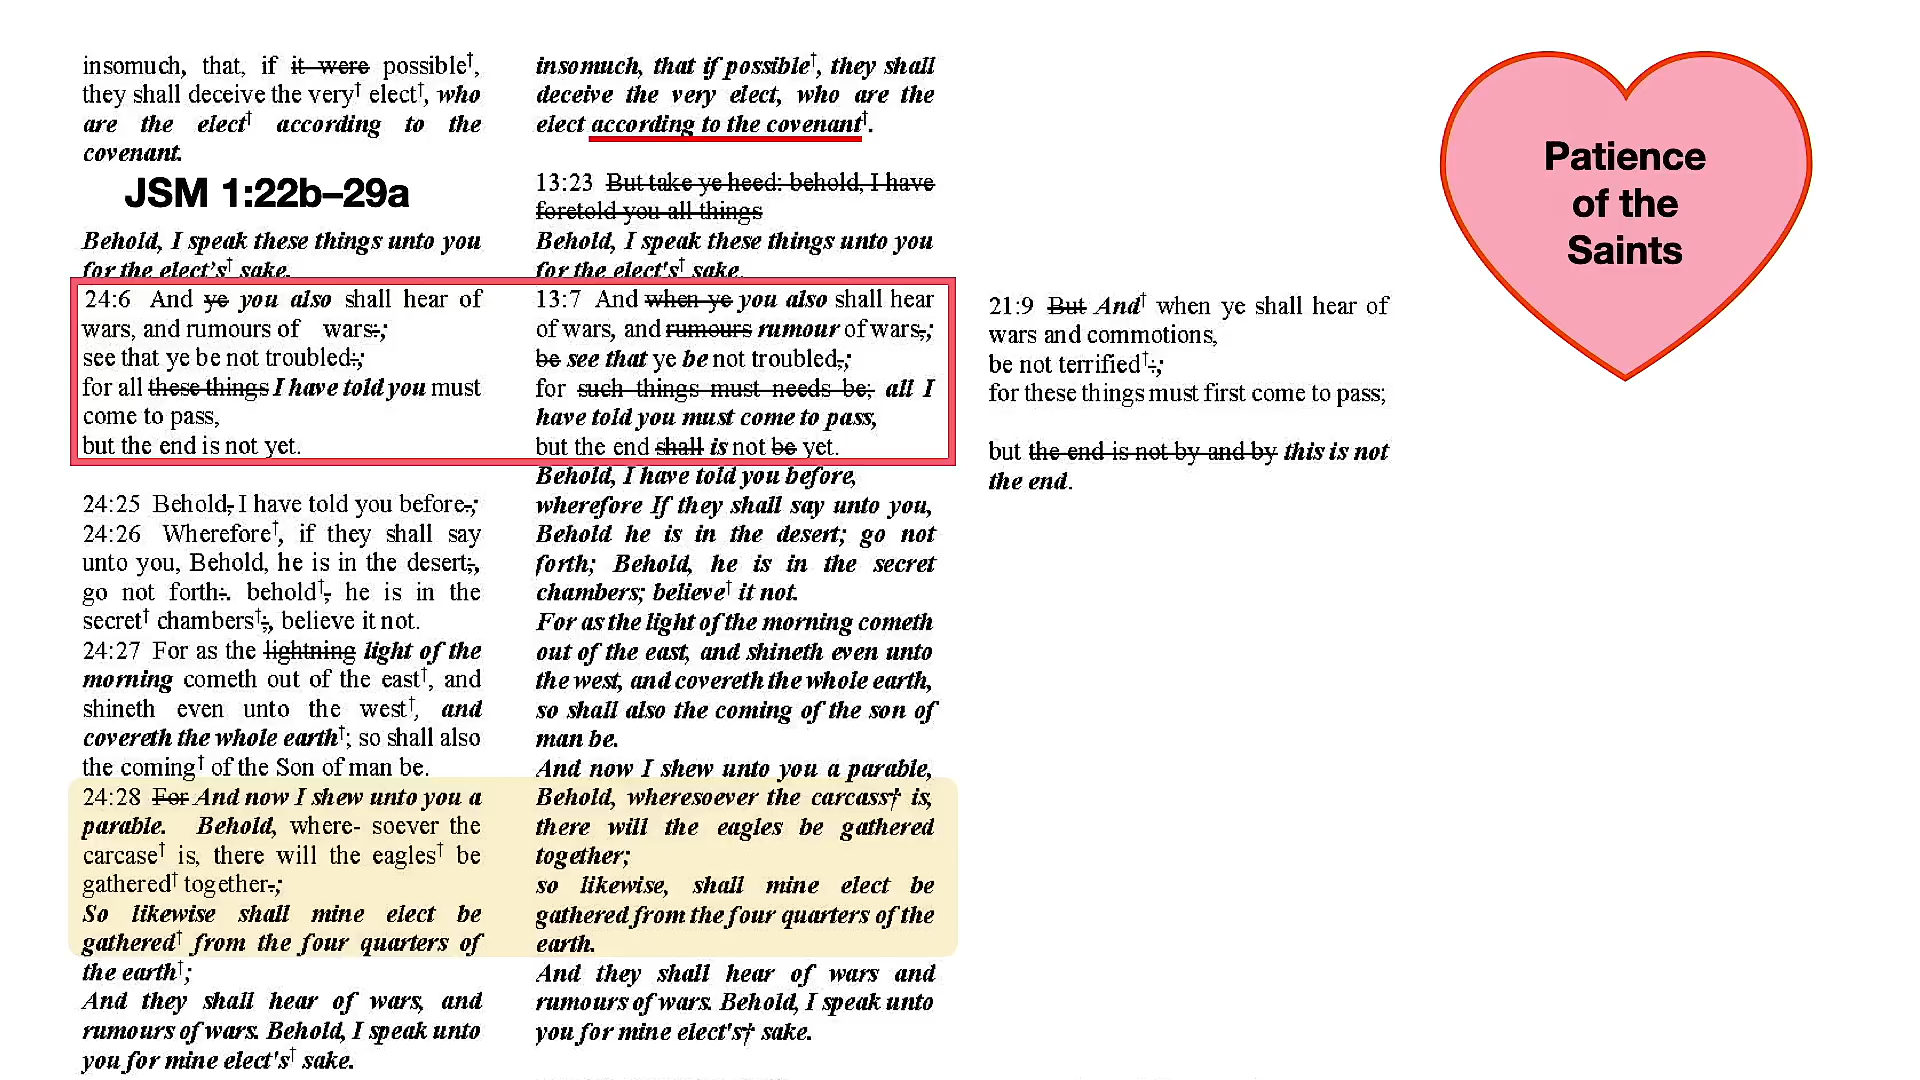 insomuch, that, if it were possible†,
they shall deceive the very† elect†, who
are the elect† according to the
covenant.
JSM 1:22b–29a
Behold, I speak these things unto you
for the elect’s† sake.
24:6 And ye you also shall hear of
wars, and rumours of wars:;
see that ye be not troubled:;
for all these things I have told you must
come to pass,
but the end is not yet.
24:25 Behold, I have told you before.;
24:26 Wherefore†, if they shall say
unto you, Behold, he is in the desert;,
go not forth:. behold†, he is in the
secret† chambers†;, believe it not.
24:27 For as the lightning light of the
morning cometh out of the east†, and
shineth even unto the west†, and
covereth the whole earth†; so shall also
the coming† of the Son of man be.
24:28 For And now I shew unto you a
parable. Behold, where- soever the
carcase† is, there will the eagles† be
gathered† together.;
So likewise shall mine elect be
gathered† from the four quarters of
the earth†;
And they shall hear of wars, and
rumours of wars. Behold, I speak unto
you for mine elect's† sake.
insomuch, that if possible†, they shall
deceive the very elect, who are the
elect according to the covenant†.
13:23 But take ye heed: behold, I have
foretold you all things
Behold, I speak these things unto you
for the elect's† sake.
13:7 And when ye you also shall hear
of wars, and rumours rumour of wars,;
be see that ye be not troubled,;
for such things must needs be; all I
have told you must come to pass,
but the end shall is not be yet.
Behold, I have told you before,
wherefore If they shall say unto you,
Behold he is in the desert; go not
forth; Behold, he is in the secret
chambers; believe† it not.
For as the light of the morning cometh
out of the east, and shineth even unto
the west, and covereth the whole earth,
so shall also the coming of the son of
man be.
And now I shew unto you a parable,
Behold, wheresoever the carcass† is,
there will the eagles be gathered
together;
so likewise, shall mine elect be
gathered from the four quarters of the
earth.
And they shall hear of wars and
rumours of wars. Behold, I speak unto
you for mine elect's† sake.
21:9 But And† when ye shall hear of
wars and commotions,
be not terrified†:;
for these things must first come to pass;
but the end is not by and by this is not
the end.
Patience
of the
Saints